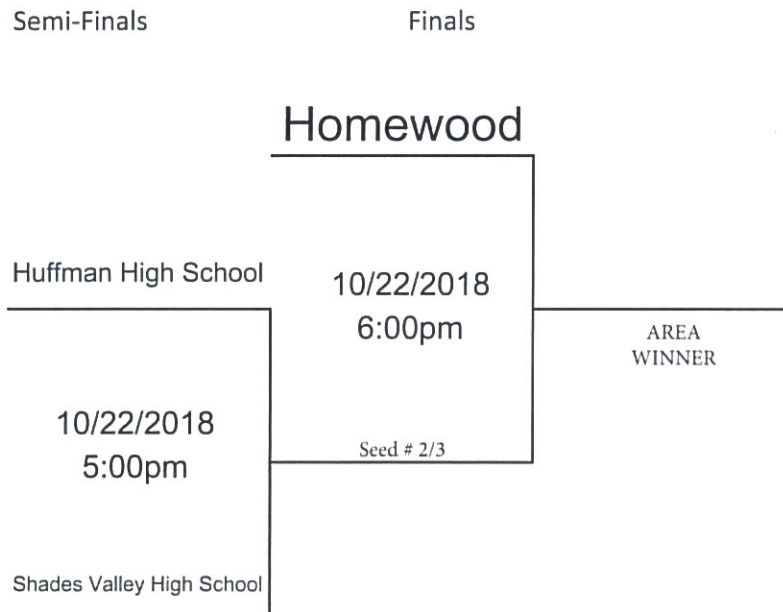 Semi-Finals
Finals
Homewood
Huffman High School
10/22/2018
6:00pm
AREA
WINNER
10/22/2018
5:00pm
Seed # 2/3
Shades Valley High School